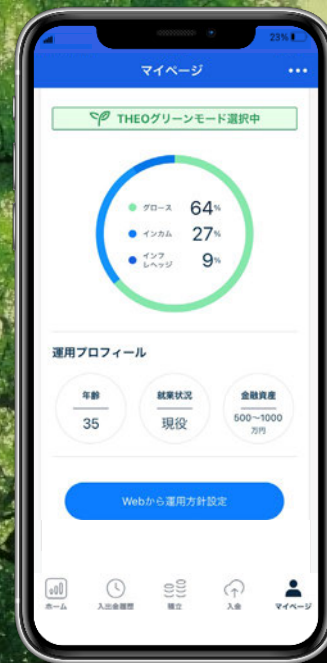 23%
マイページ
THEOグリーンモード選択中
グロース 64%
インカム 27%
インフレヘッジ 9%
運用プロフィール
年齢
35
就業状況
現役
金融資産
500〜1000
万円
Webから運用方針設定
ホーム
入出金履歴
積立
入金
マイページ